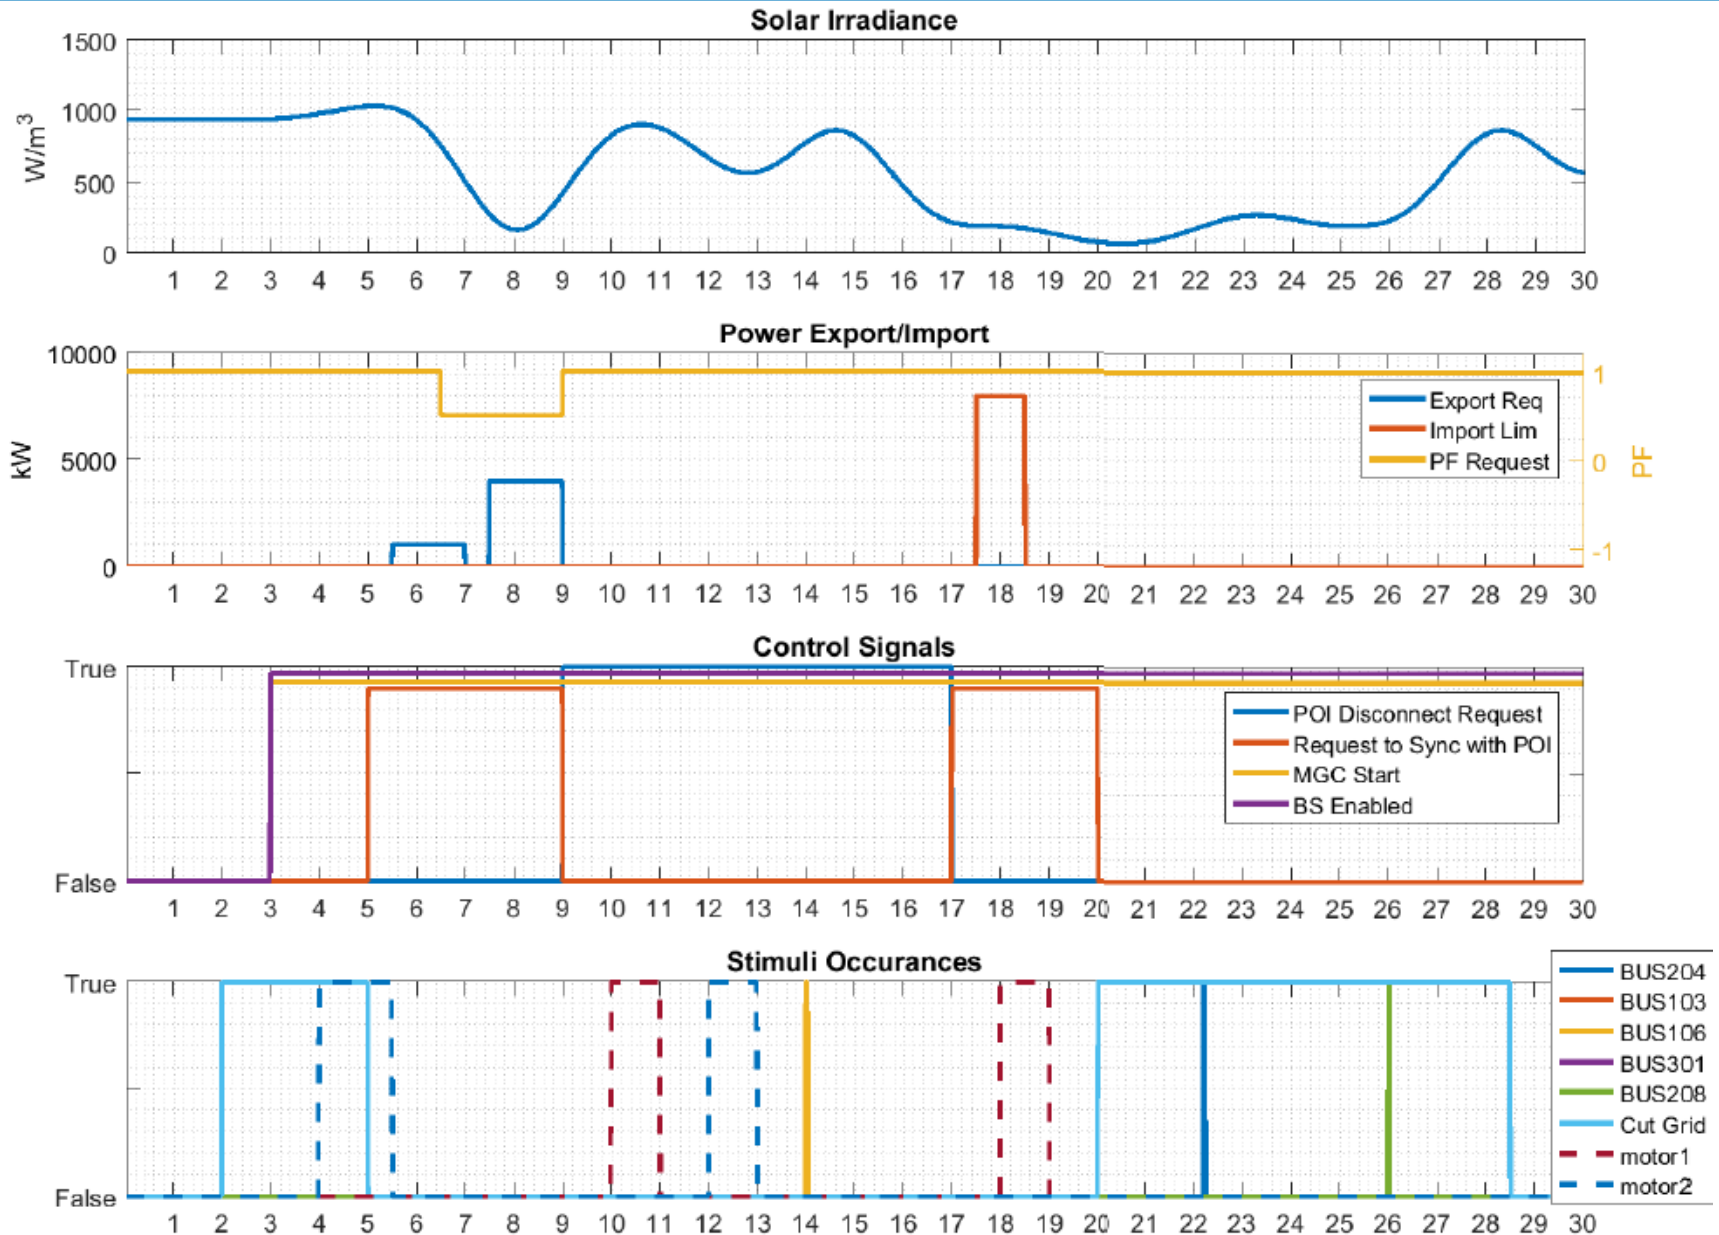 Solar Irradiance
1500
1000
500
0
W/m3
1 2 3 4 5 6 7 8 9 10 11 12 13 14 15 16 17 18 19 20 21 22 23 24 25 26 27 28 29 30
Power Export/Import
10000
5000
0
kW
1
0
-1
PF
Export Req
Import Lim
PF Request
1 2 3 4 5 6 7 8 9 10 11 12 13 14 15 16 17 18 19 20 21 22 23 24 25 26 27 28 29 30
Control Signals
True
False
POI Disconnect Request
Request to Sync with POI
MGC Start
BS Enabled
1 2 3 4 5 6 7 8 9 10 11 12 13 14 15 16 17 18 19 20 21 22 23 24 25 26 27 28 29 30
Stimuli Occurances
True
False
BUS204
BUS103
BUS106
BUS301
BUS208
Cut Grid
motor1
motor2
1 2 3 4 5 6 7 8 9 10 11 12 13 14 15 16 17 18 19 20 21 22 23 24 25 26 27 28 29 30